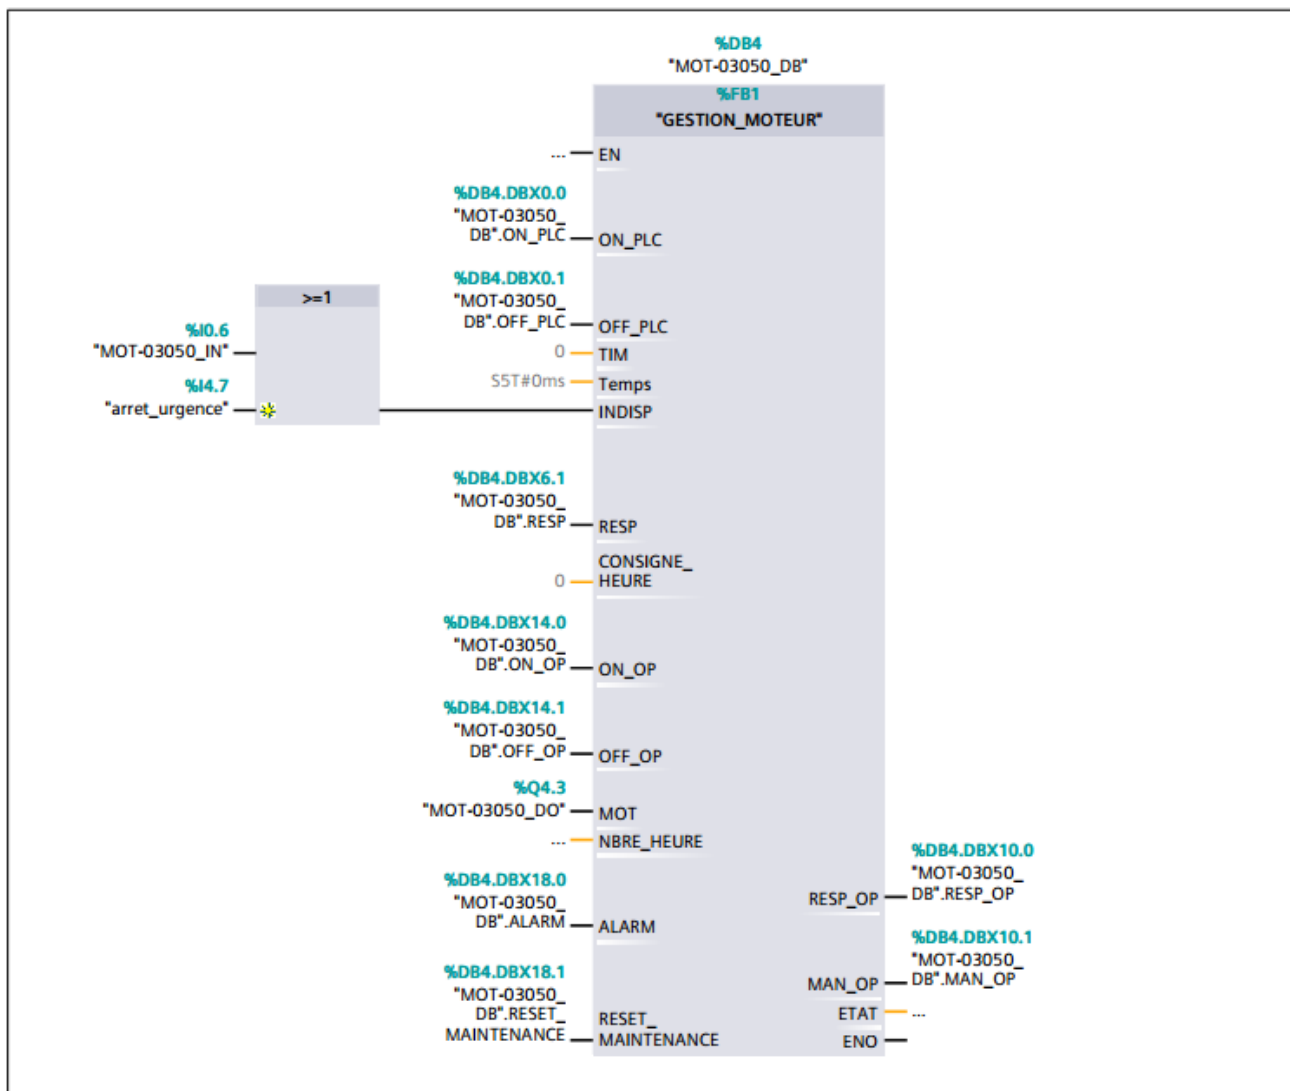 %DB4
"MOT-03050_DB"
%FB1
"GESTION_MOTEUR"
--- EN
%DB4.DBX0.0
"MOT-03050_
DB".ON_PLC ON_PLC
%DB4.DBX0.1
"MOT-03050_
DB".OFF_PLC OFF_PLC
0 TIM
S5T#0ms Temps
>=1
%I0.6
"MOT-03050_IN"
%I4.7
"arret_urgence"
INDISP
%DB4.DBX6.1
"MOT-03050_
DB".RESP RESP
CONSIGNE_
0 HEURE
%DB4.DBX14.0
"MOT-03050_
DB".ON_OP ON_OP
%DB4.DBX14.1
"MOT-03050_
DB".OFF_OP OFF_OP
%Q4.3
"MOT-03050_DO" MOT
--- NBRE_HEURE
%DB4.DBX18.0
"MOT-03050_
DB".ALARM ALARM
%DB4.DBX18.1
"MOT-03050_
DB".RESET_ RESET_
MAINTENANCE MAINTENANCE
%DB4.DBX10.0
"MOT-03050_
RESP_OP DB".RESP_OP
%DB4.DBX10.1
"MOT-03050_
MAN_OP DB".MAN_OP
ETAT ---
ENO